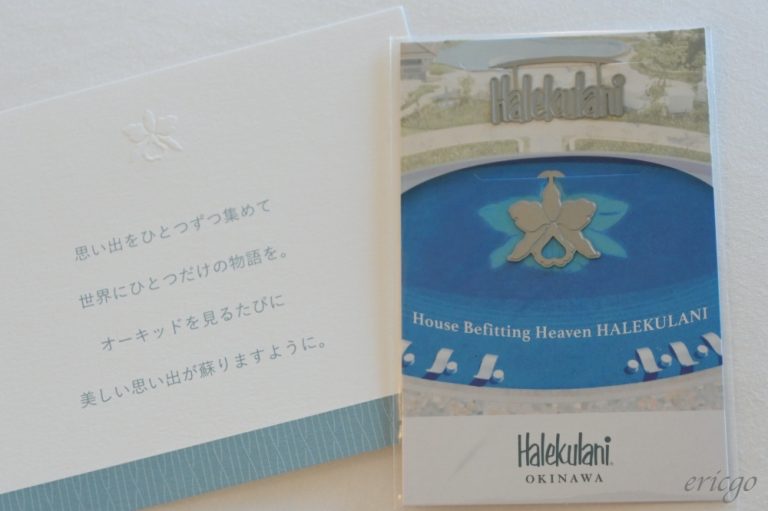 思い出をひとつずつ集めて
世界にひとつだけの物語を。
オーキッドを見るたびに
美しい思い出が蘇りますように。
Halekulani
House Befitting Heaven HALEKULANI
Halekulani®
OKINAWA
ericgo